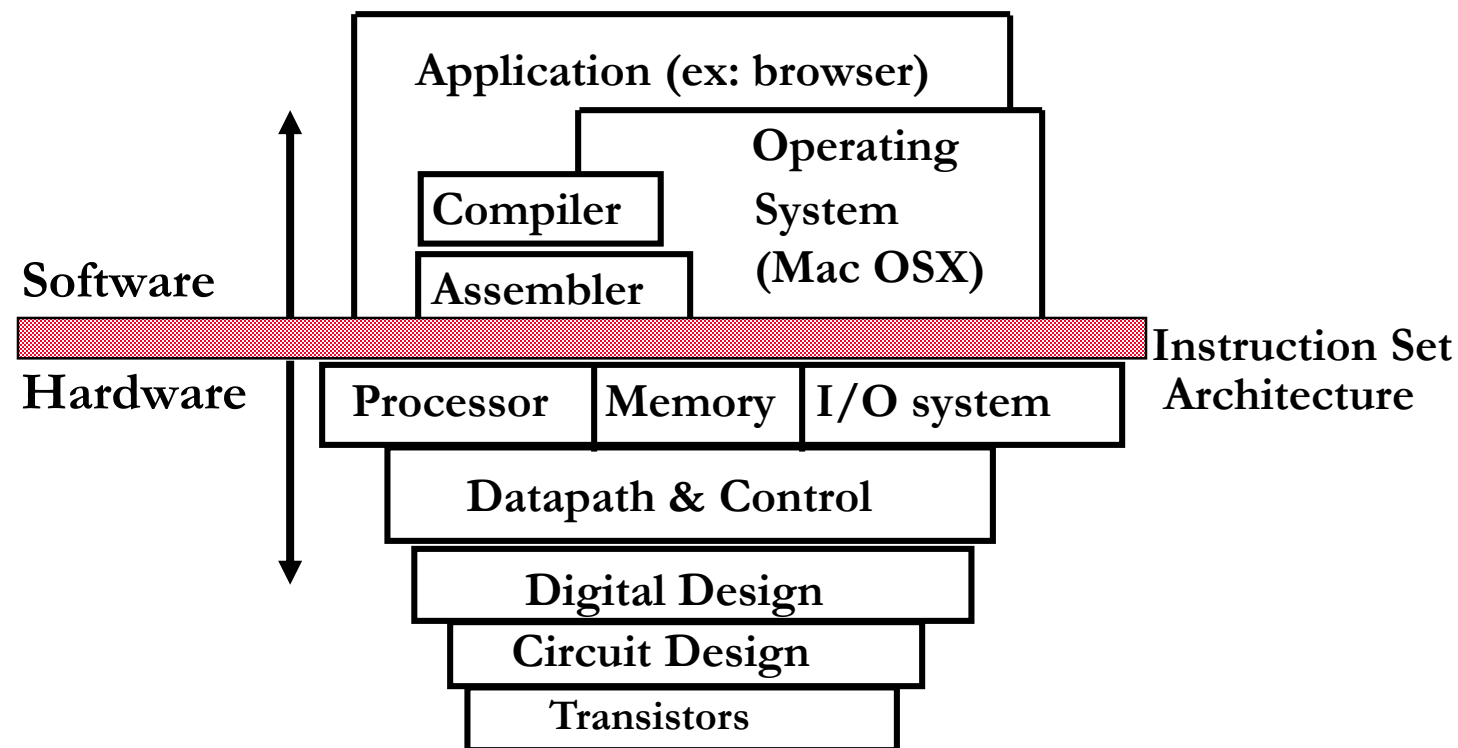 Application (ex: browser)
Operating
System
(Mac OSX)
Compiler
Assembler
Software
Hardware
Instruction Set
Architecture
Processor
Memory
I/O system
Datapath & Control
Digital Design
Circuit Design
Transistors